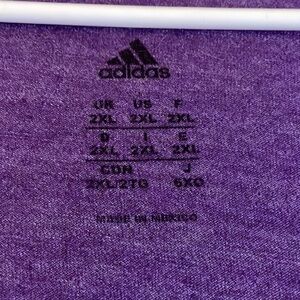 adidas
UK US F
2XL 2XL 2XL
D I E
2XL 2XL 2XL
CDN J
2XL/2TG 6XO
MADE IN MEXICO